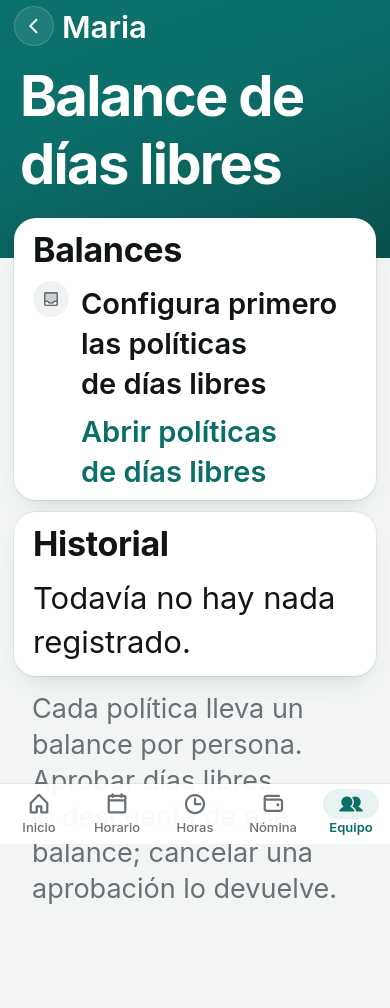 Maria
Balance de
días libres
Balances
Configura primero
las políticas
de días libres
Abrir políticas
de días libres
Historial
Todavía no hay nada
registrado.
Cada política lleva un
balance por persona.
Aprobar días libres
balance; cancelar una
aprobación lo devuelve.
Inicio
Horario
Horas
Nómina
Equipo